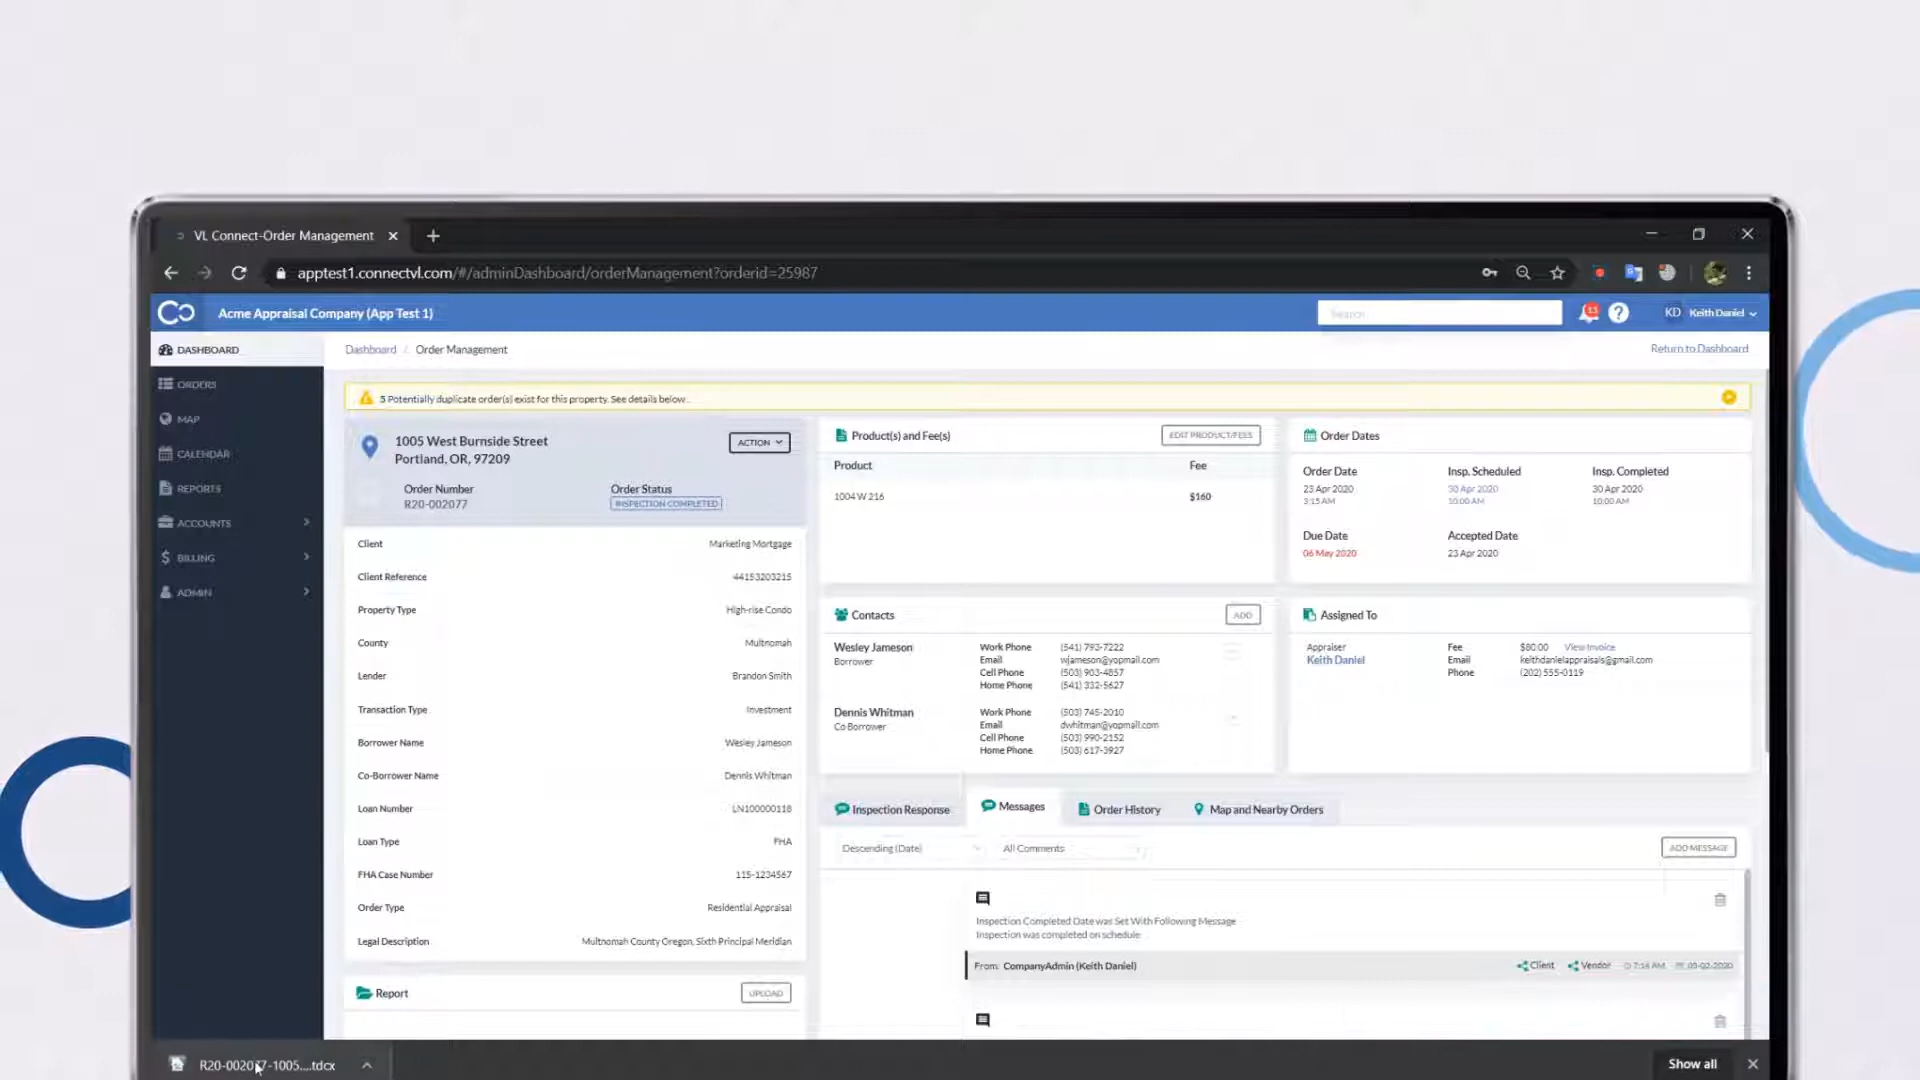 VL Connect-Order Management
apptest1.connectvl.com/#/adminDashboard/orderManagement?orderid=25987
Acme Appraisal Company (App Test 1)
Search
13
KD Keith Daniel
DASHBOARD
ORDERS
MAP
CALENDAR
REPORTS
ACCOUNTS
BILLING
ADMIN
Dashboard / Order Management
Return to Dashboard
5 Potentially duplicate order(s) exist for this property. See details below..
1005 West Burnside Street
Portland, OR, 97209
ACTION
Order Number
R20-002077
Order Status
INSPECTION COMPLETED
Client Marketing Mortgage
Client Reference 44153203215
Property Type High-rise Condo
County Multnomah
Lender Brandon Smith
Transaction Type Investment
Borrower Name Wesley Jameson
Co-Borrower Name Dennis Whitman
Loan Number LN100000118
Loan Type FHA
FHA Case Number 115-1234567
Order Type Residential Appraisal
Legal Description Multnomah County Oregon, Sixth Principal Meridian
Report
UPLOAD
Product(s) and Fee(s)
EDIT PRODUCT/FEES
Product Fee
1004 W 216 $160
Order Dates
Order Date Insp. Scheduled Insp. Completed
23 Apr 2020 30 Apr 2020 30 Apr 2020
3:15 AM 10:00 AM 10:00 AM
Due Date Accepted Date
06 May 2020 23 Apr 2020
Contacts
ADD
Wesley Jameson
Borrower
Work Phone (541) 793-7222
Email wjameson@yopmail.com
Cell Phone (503) 903-4857
Home Phone (541) 332-5627
Dennis Whitman
Co-Borrower
Work Phone (503) 745-2010
Email dwhitman@yopmail.com
Cell Phone (503) 990-2152
Home Phone (503) 617-3927
Assigned To
Appraiser
Keith Daniel
Fee $80.00 View Invoice
Email keithdanielappraisals@gmail.com
Phone (202) 555-0119
Inspection Response
Messages
Order History
Map and Nearby Orders
Descending (Date)
All Comments
ADD MESSAGE
Inspection Completed Date was Set With Following Message
Inspection was completed on schedule
From: CompanyAdmin (Keith Daniel)
Client Vendor 7:14 AM 05-02-2020
R20-002077-1005....tdcx
Show all